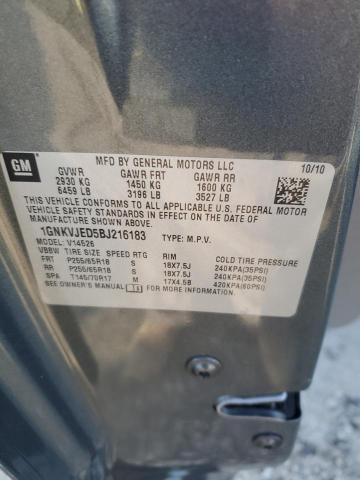 GM
MFD BY GENERAL MOTORS LLC 10/10
GVWR GAWR FRT GAWR RR
2930 KG 1450 KG 1600 KG
6459 LB 3196 LB 3527 LB
THIS VEHICLE CONFORMS TO ALL APPLICABLE U.S. FEDERAL MOTOR
VEHICLE SAFETY STANDARDS IN EFFECT ON THE DATE OF
MANUFACTURE SHOWN ABOVE.
1GNKVJED5BJ216183 TYPE: M.P.V.
V14526
VBBW TIRE SIZE SPEED RTG RIM COLD TIRE PRESSURE
FRT P255/65R18 S 18X7.5J 240KPA(35PSI)
RR P255/65R18 S 18X7.5J 240KPA(35PSI)
SPA T145/70R17 M 17X4.5B 420KPA(60PSI)
SEE OWNER'S MANUAL FOR MORE INFORMATION.